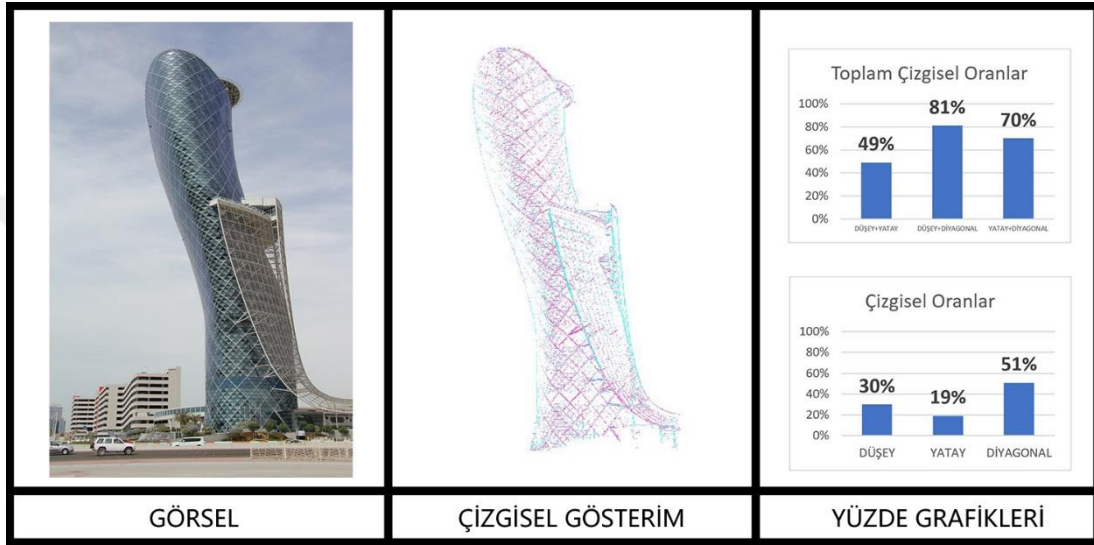 Toplam Çizgisel Oranlar
100%
80%
60%
40%
20%
0%
49%
81%
70%
DÜŞEY+YATAY
DÜŞEY+DİYAGONAL
YATAY+DİYAGONAL
Çizgisel Oranlar
100%
80%
60%
40%
20%
0%
30%
19%
51%
DÜŞEY
YATAY
DİYAGONAL
GÖRSEL
ÇİZGİSEL GÖSTERİM
YÜZDE GRAFİKLERİ